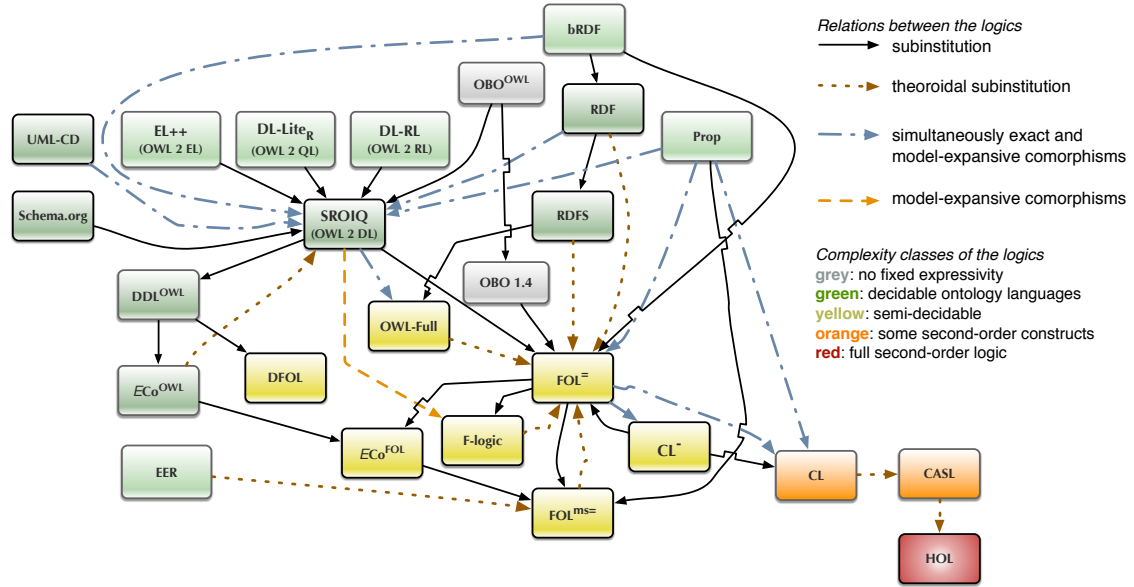 bRDF
Relations between the logics
subinstitution
OBO^OWL
RDF
theoroidal subinstitution
UML-CD
EL++
(OWL 2 EL)
DL-Lite_R
(OWL 2 QL)
DL-RL
(OWL 2 RL)
Prop
simultaneously exact and
model-expansive comorphisms
model-expansive comorphisms
Schema.org
SROIQ
(OWL 2 DL)
RDFS
Complexity classes of the logics
grey: no fixed expressivity
green: decidable ontology languages
yellow: semi-decidable
orange: some second-order constructs
red: full second-order logic
DDL^OWL
OBO 1.4
OWL-Full
ECo^OWL
DFOL
FOL^=
F-logic
ECo^FOL
CL^-
EER
CL
CASL
FOL^ms=
HOL